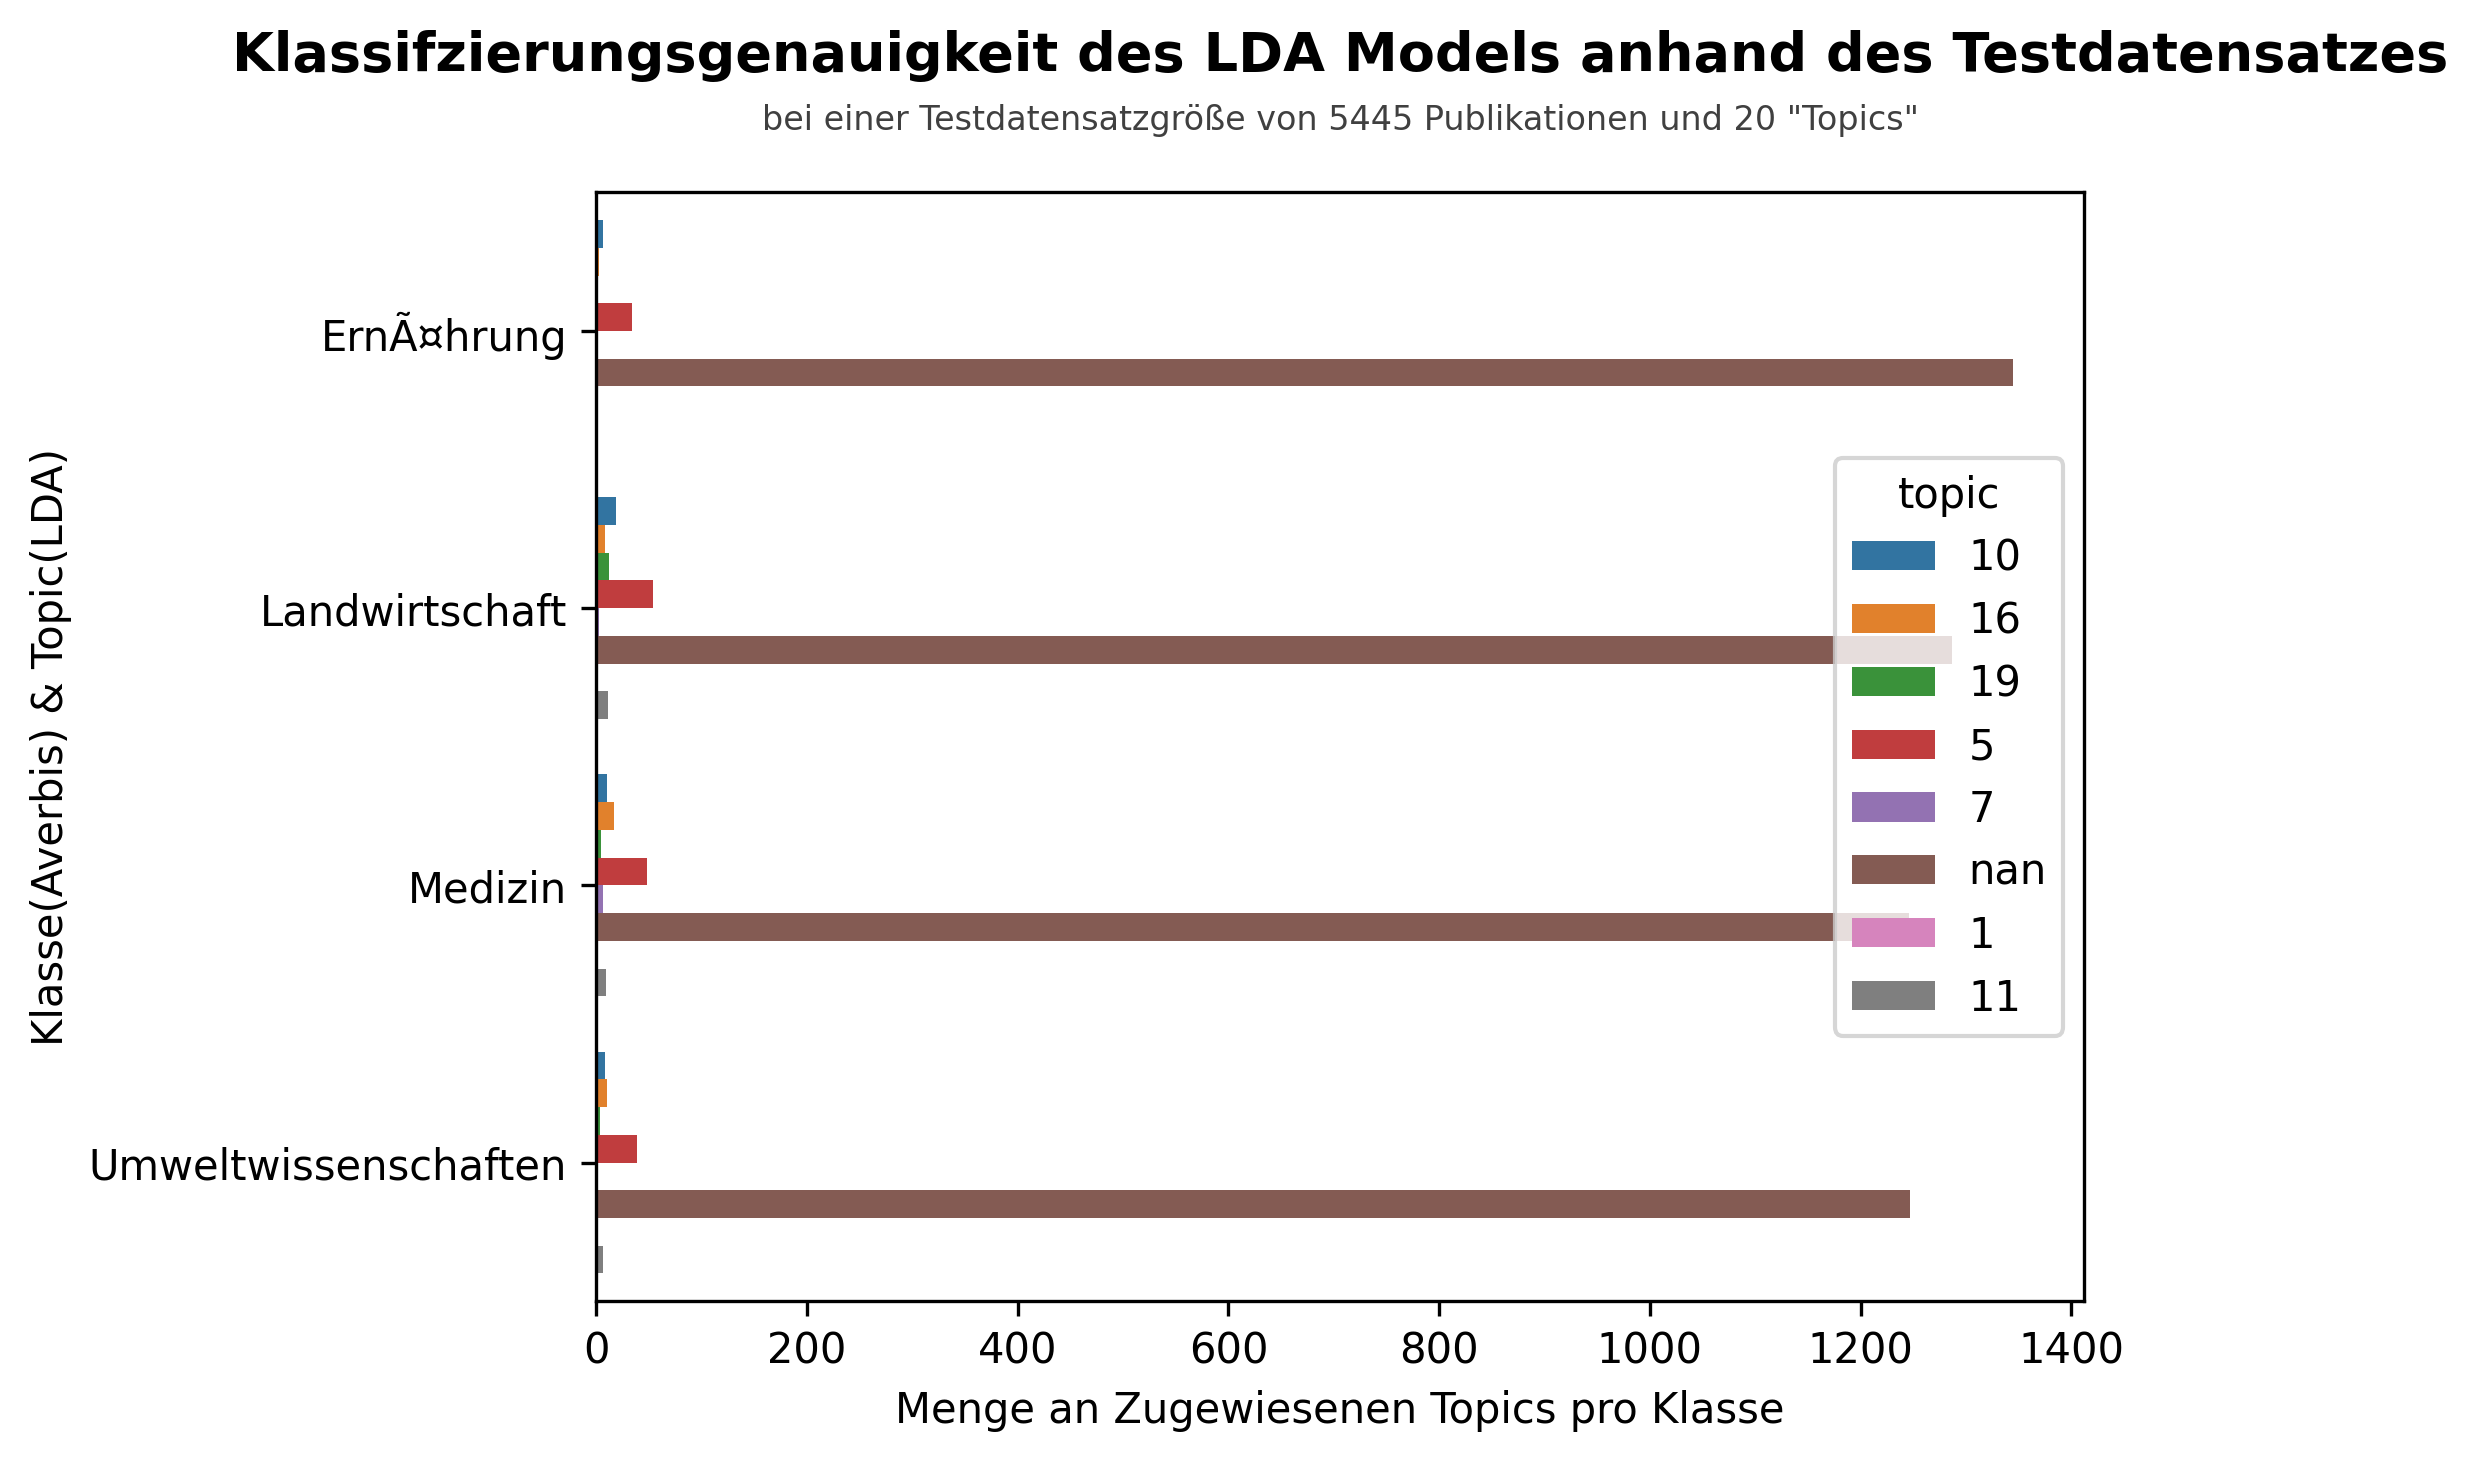 Klassifzierungsgenauigkeit des LDA Models anhand des Testdatensatzes
bei einer Testdatensatzgröße von 5445 Publikationen und 20 "Topics"
Klasse(Averbis) & Topic(LDA)
ErnÃ¤hrung
Landwirtschaft
Medizin
Umweltwissenschaften
topic
10
16
19
5
7
nan
1
11
0 200 400 600 800 1000 1200 1400
Menge an Zugewiesenen Topics pro Klasse